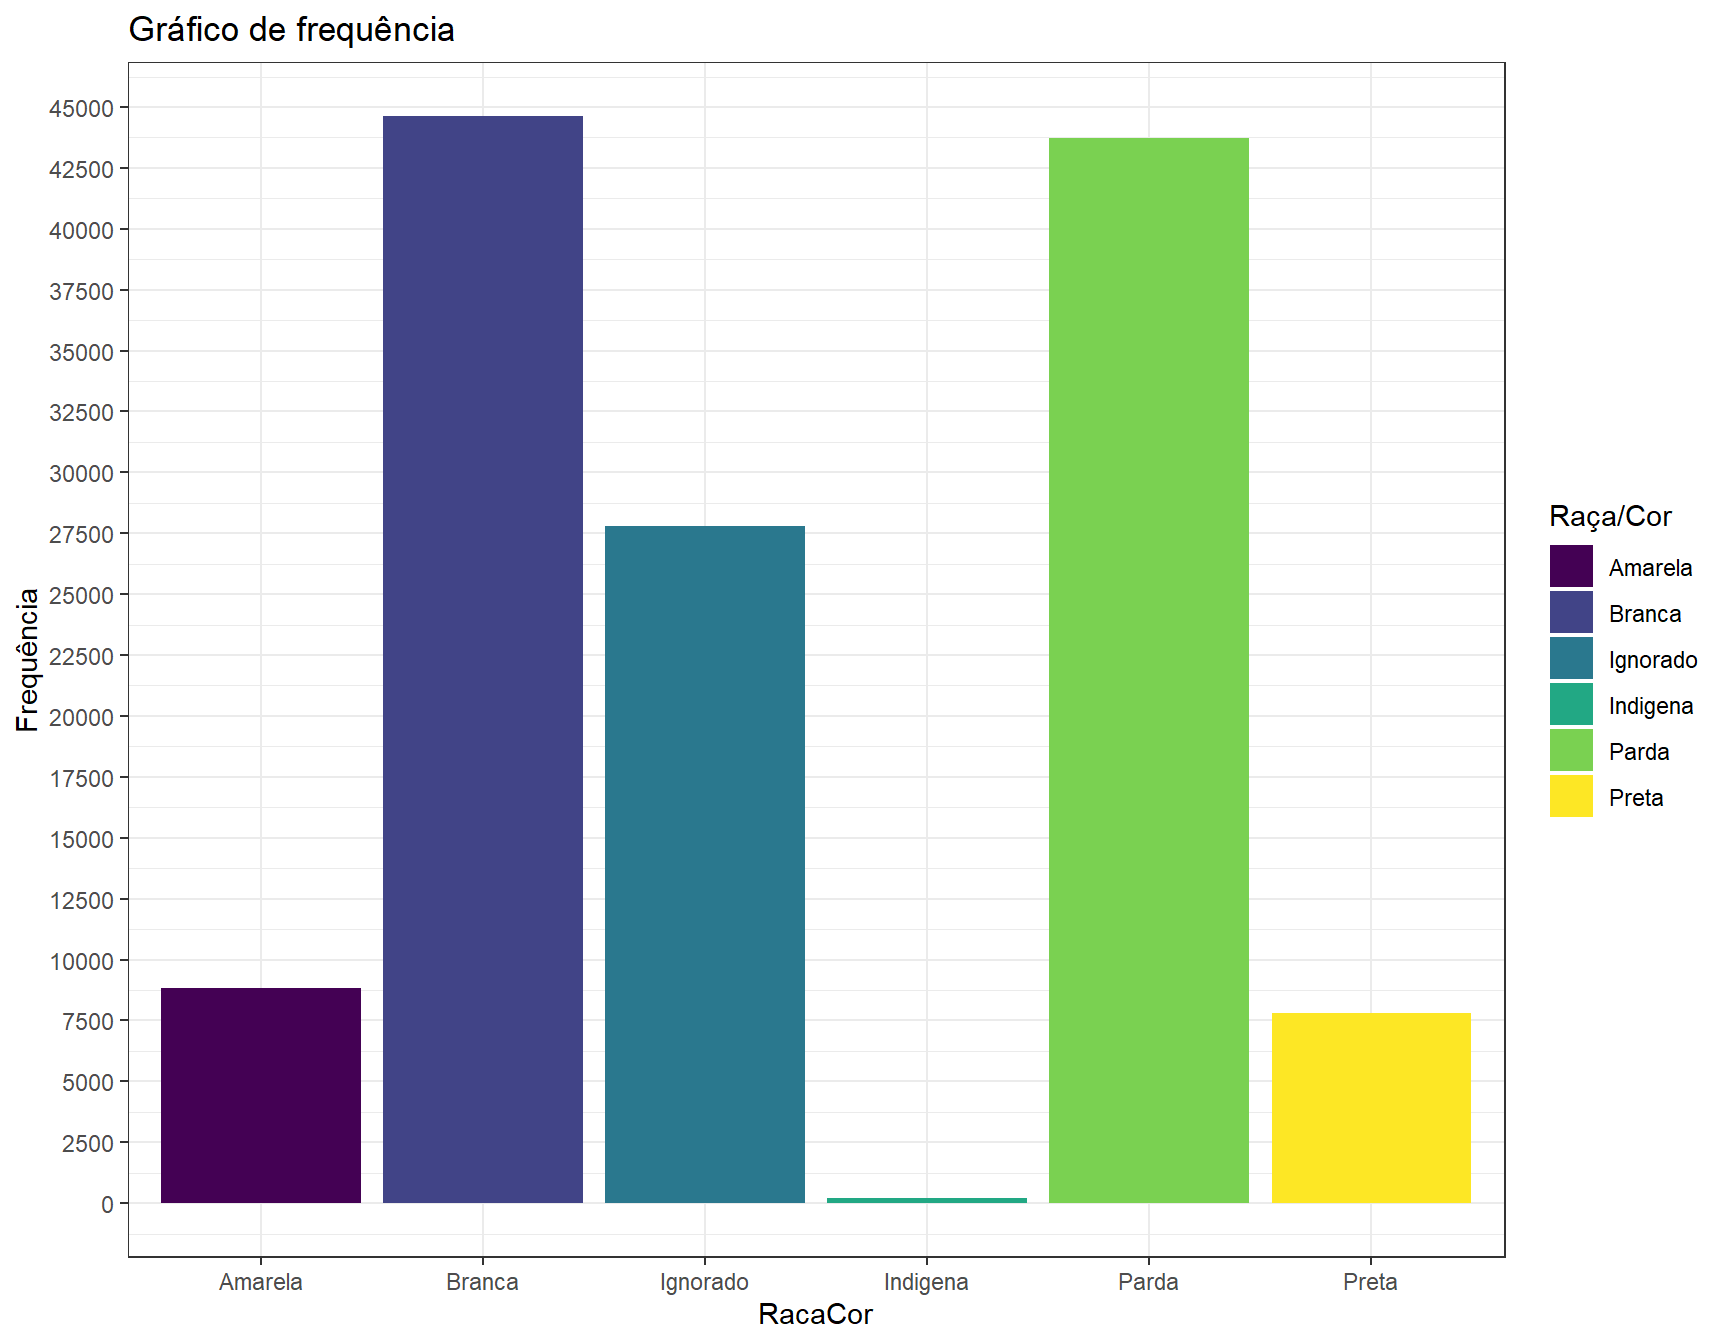 Gráfico de frequência
Frequência
45000
42500
40000
37500
35000
32500
30000
27500
25000
22500
20000
17500
15000
12500
10000
7500
5000
2500
0
Amarela
Branca
Ignorado
Indigena
Parda
Preta
RacaCor
Raça/Cor
Amarela
Branca
Ignorado
Indigena
Parda
Preta